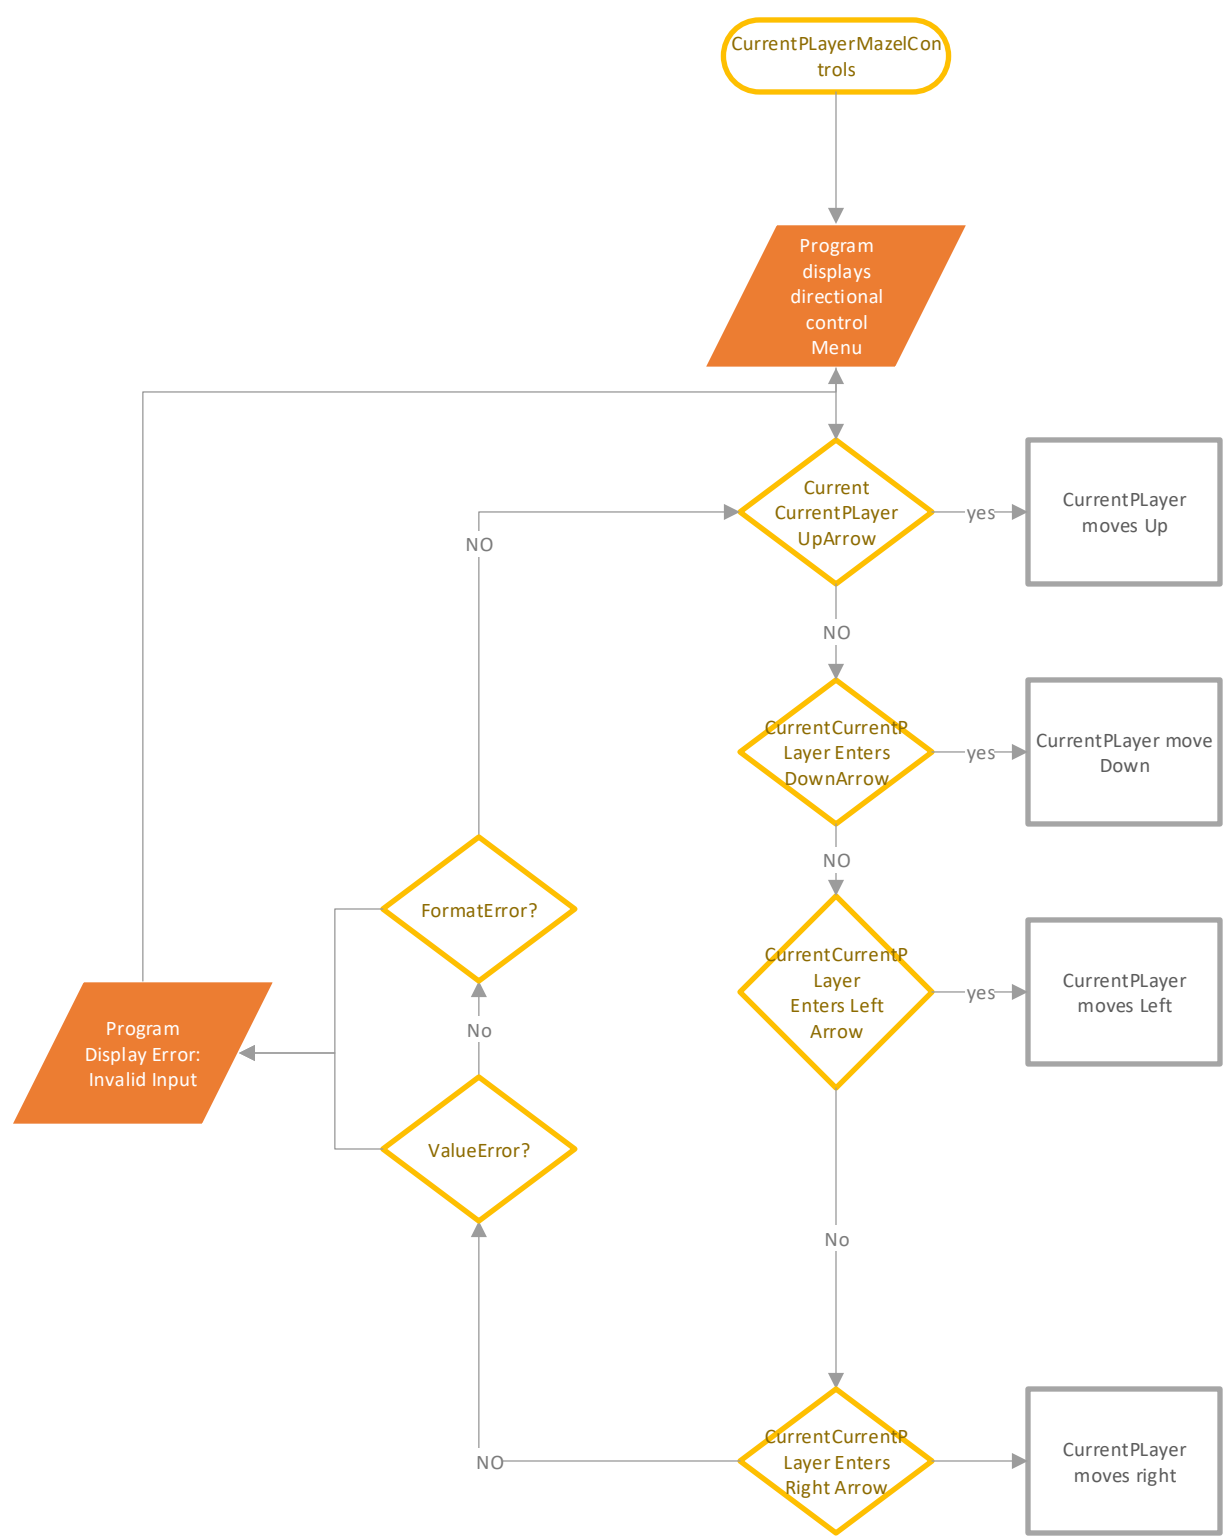 CurrentPLayerMazelCon
trols
Program
displays
directional
control
Menu
Current
CurrentPLayer
UpArrow
yes
CurrentPLayer
moves Up
NO
NO
CurrentCurrentP
Layer Enters
DownArrow
yes
CurrentPLayer move
Down
NO
FormatError?
CurrentCurrentP
Layer
Enters Left
Arrow
yes
CurrentPLayer
moves Left
Program
Display Error:
Invalid Input
No
ValueError?
No
CurrentCurrentP
Layer Enters
Right Arrow
NO
CurrentPLayer
moves right